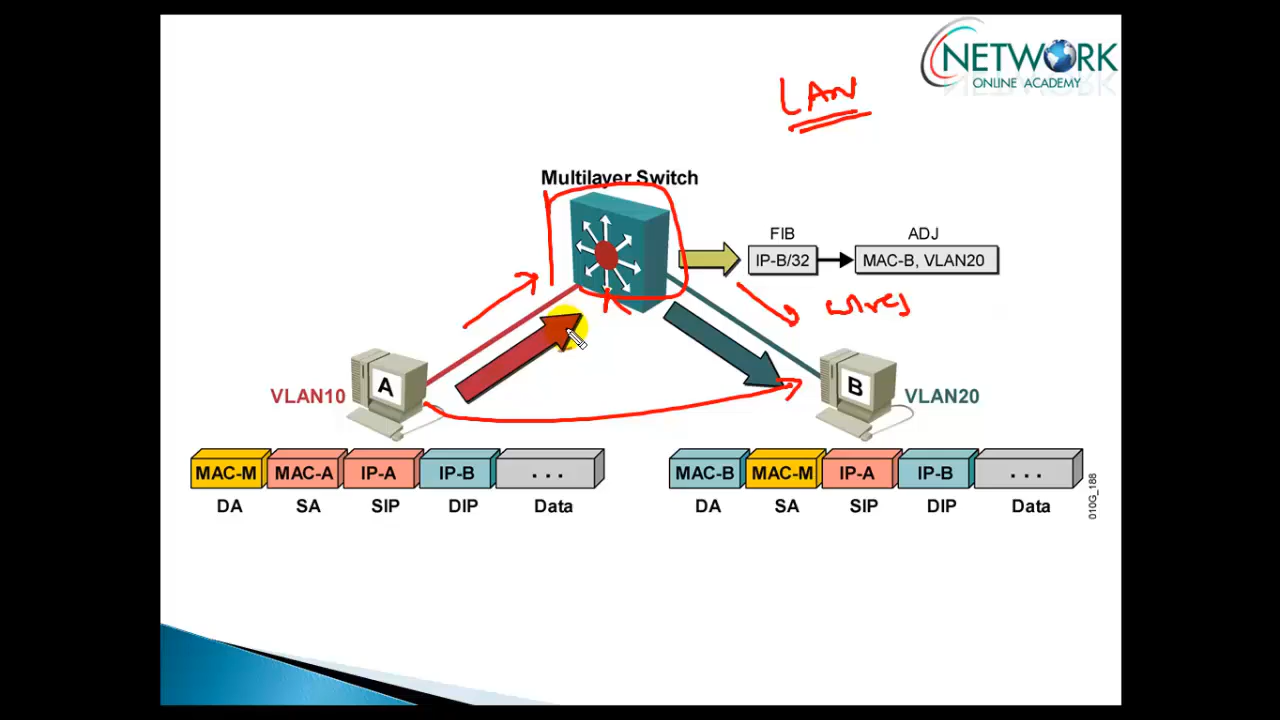 NETWORK
ONLINE ACADEMY
LAN
Multilayer Switch
FIB ADJ
IP-B/32 MAC-B, VLAN20
wires
A B
VLAN10 VLAN20
MAC-M MAC-A IP-A IP-B ... MAC-B MAC-M IP-A IP-B ...
DA SA SIP DIP Data DA SA SIP DIP Data
010G_188